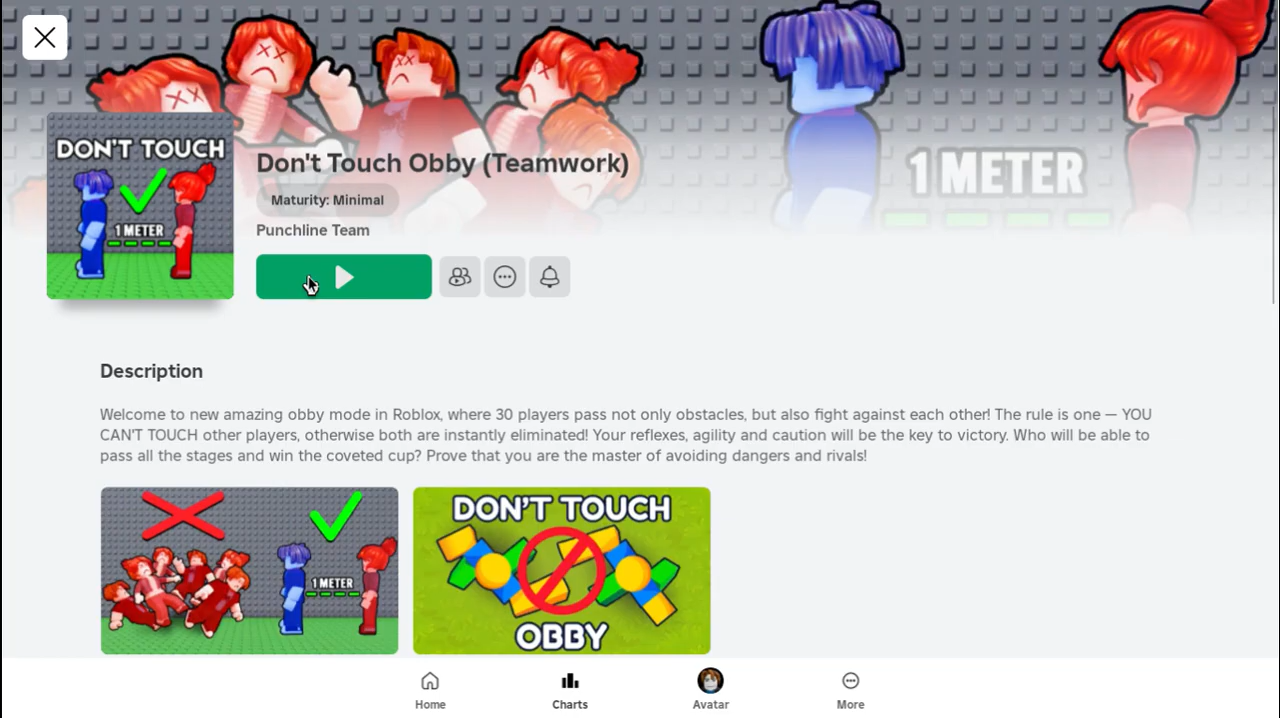 1 METER
DON'T TOUCH
1 METER
Don't Touch Obby (Teamwork)
Maturity: Minimal
Punchline Team
Description
Welcome to new amazing obby mode in Roblox, where 30 players pass not only obstacles, but also fight against each other! The rule is one — YOU
CAN'T TOUCH other players, otherwise both are instantly eliminated! Your reflexes, agility and caution will be the key to victory. Who will be able to
pass all the stages and win the coveted cup? Prove that you are the master of avoiding dangers and rivals!
1 METER
DON'T TOUCH
OBBY
Home
Charts
Avatar
More